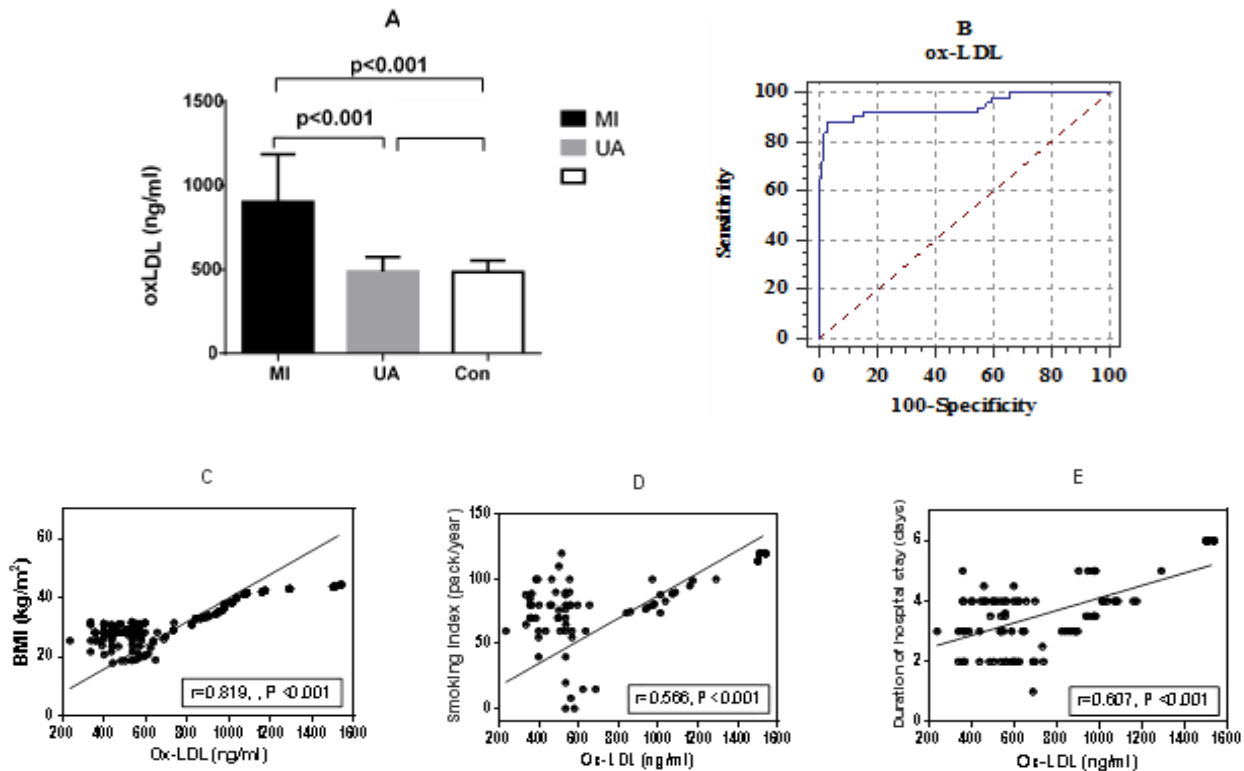 A
p<0.001
p<0.001
1500
1000
500
0
oxLDL (ng/ml)
MI
UA
Con
MI
UA
B
ox-LDL
100
80
60
40
20
0
Sensitivity
0 20 40 60 80 100
100-Specificity
C
60
40
20
0
BMI (kg/m²)
r=0.819, , P <0.001
200 400 600 800 1000 1200 1400 1600
Ox-LDL (ng/ml)
D
150
100
50
0
Smoking Index (pack/year)
r=0.566, P <0.001
200 400 600 800 1000 1200 1400 1600
Ox-LDL (ng/ml)
E
6
4
2
0
Duration of hospital stay (days)
r=0.607, P <0.001
200 400 600 800 1000 1200 1400 1600
Ox-LDL (ng/ml)